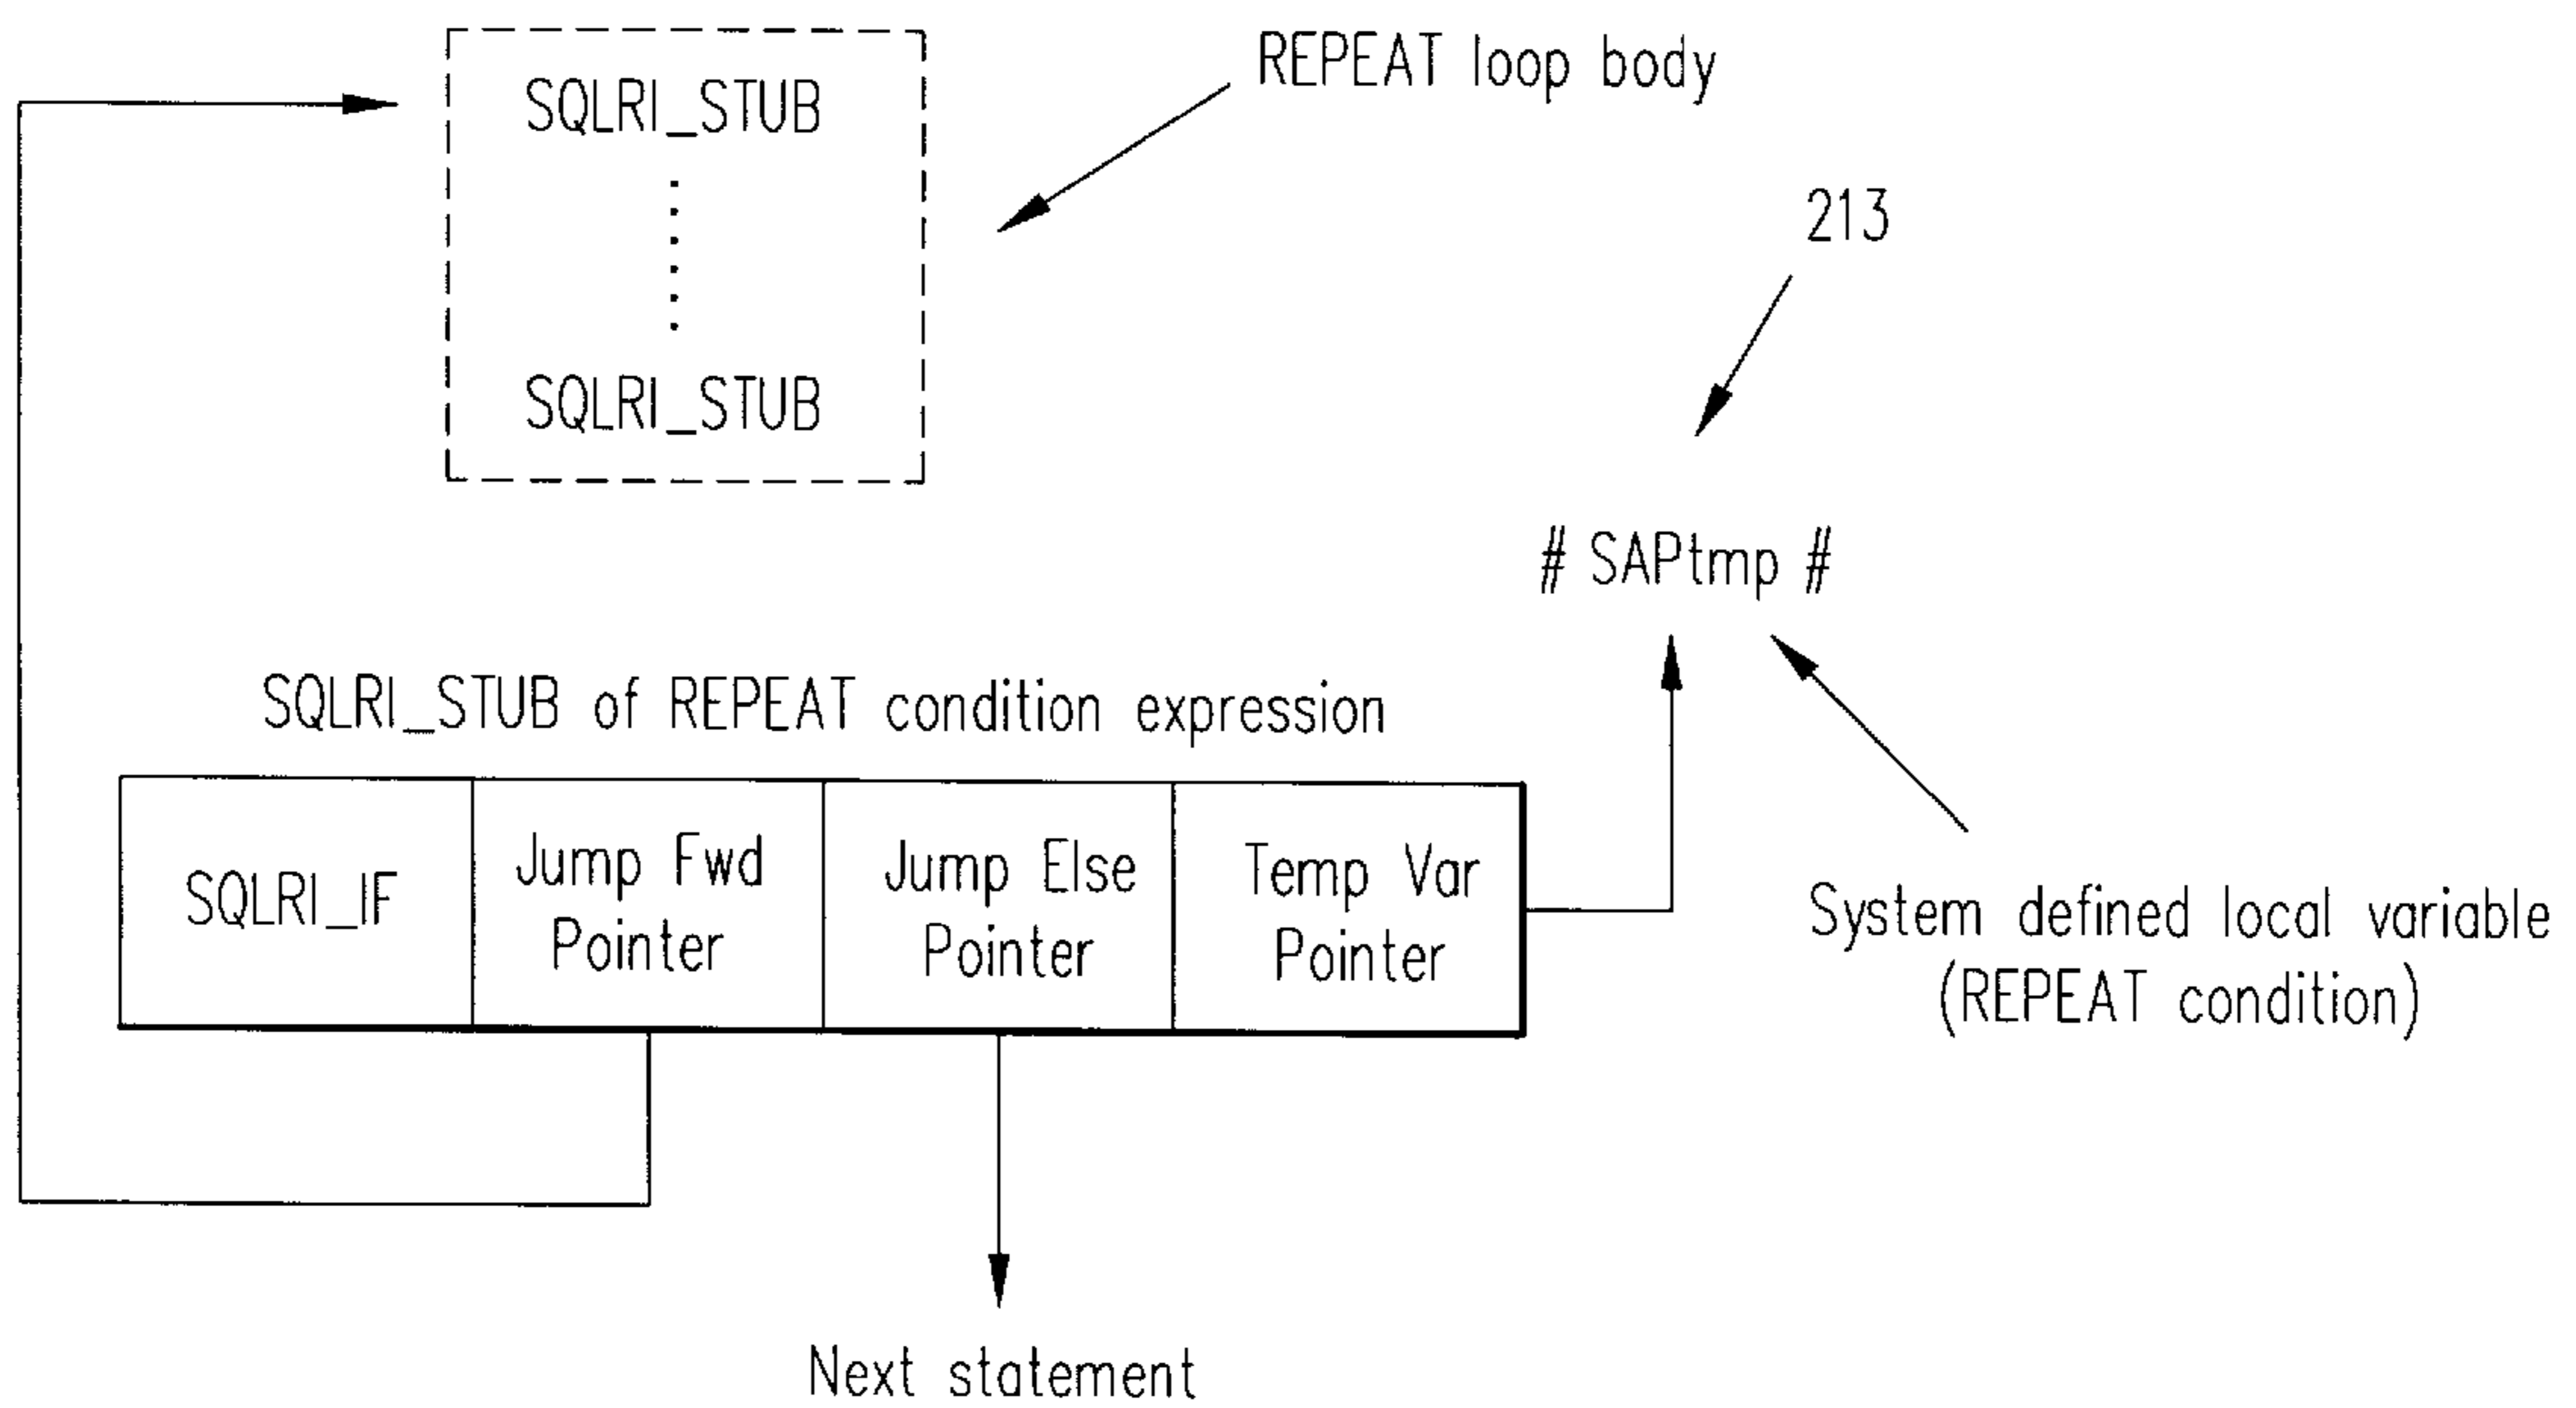 REPEAT loop body
SQLRI_STUB
SQLRI_STUB
213
# SAPtmp #
SQLRI_STUB of REPEAT condition expression
SQLRI_IF
Jump Fwd
Pointer
Jump Else
Pointer
Temp Var
Pointer
System defined local variable
(REPEAT condition)
Next statement